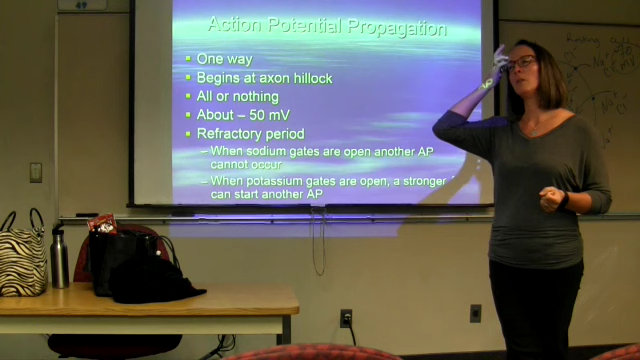 Action Potential Propagation
One way
Begins at axon hillock
All or nothing
About – 50 mV
Refractory period
– When sodium gates are open another AP
cannot occur
– When potassium gates are open, a stronger
can start another AP
Resting